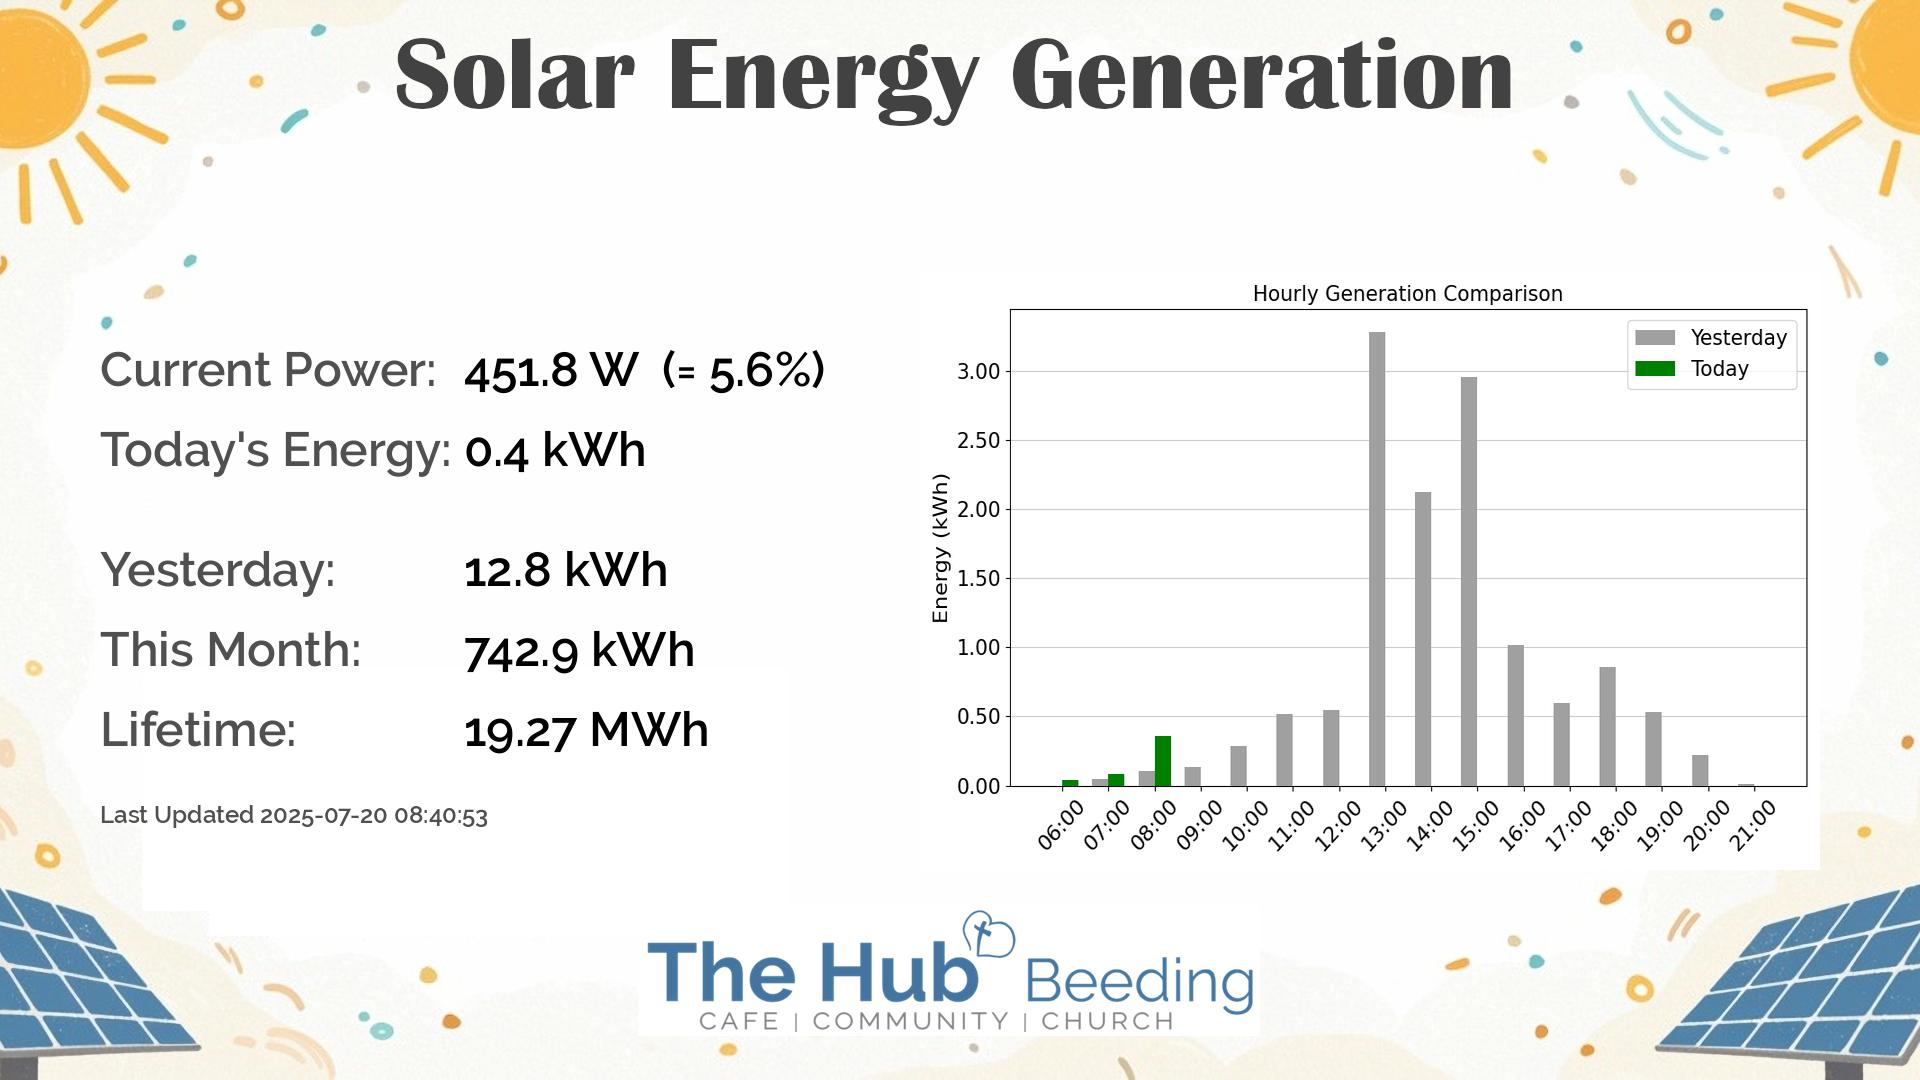 Solar Energy Generation
Current Power: 451.8 W (= 5.6%)
Today's Energy: 0.4 kWh
Yesterday: 12.8 kWh
This Month: 742.9 kWh
Lifetime: 19.27 MWh
Last Updated 2025-07-20 08:40:53
Hourly Generation Comparison
Yesterday
Today
Energy (kWh)
3.00
2.50
2.00
1.50
1.00
0.50
0.00
06:00 07:00 08:00 09:00 10:00 11:00 12:00 13:00 14:00 15:00 16:00 17:00 18:00 19:00 20:00 21:00
The Hub Beeding
CAFE | COMMUNITY | CHURCH